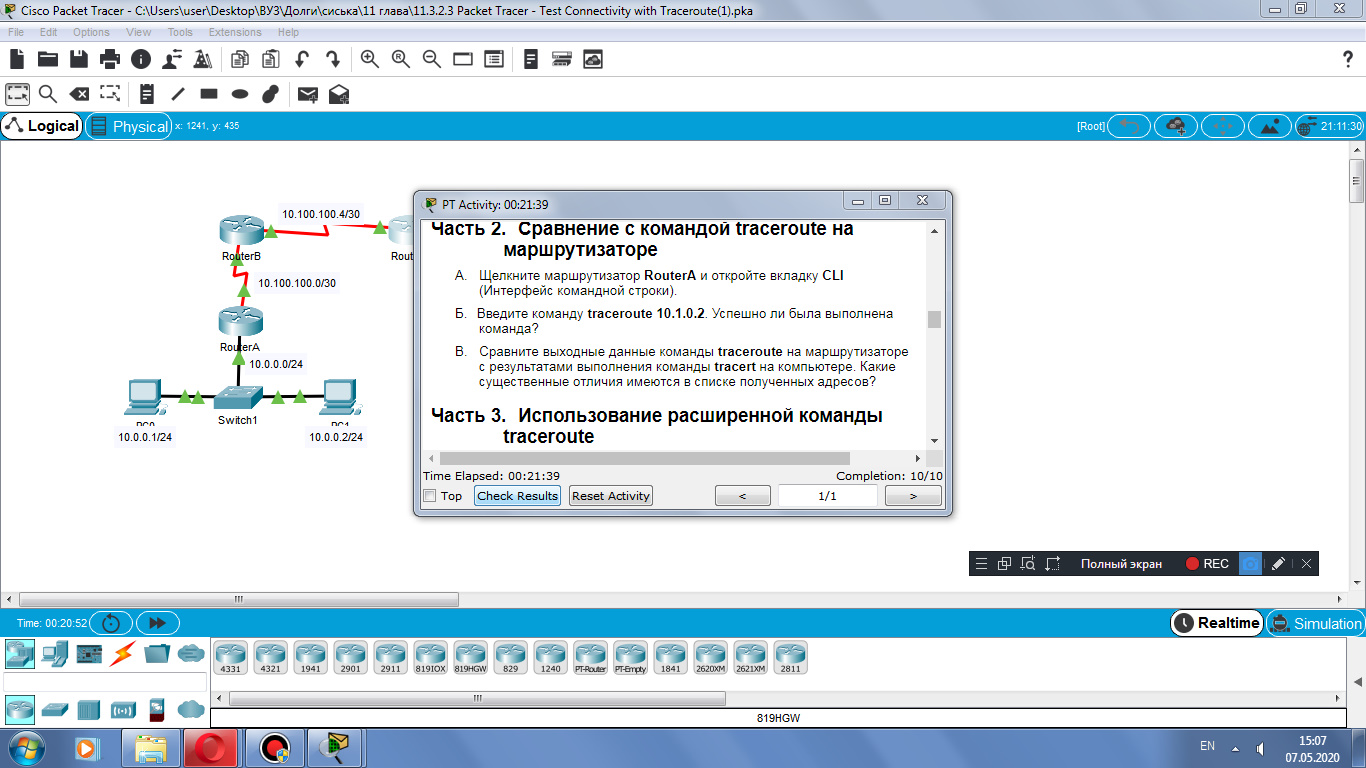 Cisco Packet Tracer - C:\Users\user\Desktop\ВУЗ\Долги\сиська\11 глава\11.3.2.3 Packet Tracer - Test Connectivity with Traceroute(1).pka
File Edit Options View Tools Extensions Help
Logical Physical x: 1241, y: 435 [Root] 21:11:30
PT Activity: 00:21:39
10.100.100.4/30
RouterB Rout
10.100.100.0/30
RouterA
10.0.0.0/24
Switch1
PC0 PC1
10.0.0.1/24 10.0.0.2/24
Часть 2. Сравнение с командой traceroute на
маршрутизаторе
А. Щелкните маршрутизатор RouterA и откройте вкладку CLI
(Интерфейс командной строки).
Б. Введите команду traceroute 10.1.0.2. Успешно ли была выполнена
команда?
В. Сравните выходные данные команды traceroute на маршрутизаторе
с результатами выполнения команды tracert на компьютере. Какие
существенные отличия имеются в списке полученных адресов?
Часть 3. Использование расширенной команды
traceroute
Time Elapsed: 00:21:39 Completion: 10/10
Top Check Results Reset Activity < 1/1 >
Полный экран REC
Time: 00:20:52 Realtime Simulation
4331 4321 1941 2901 2911 819IOX 819HGW 829 1240 PT-Router PT-Empty 1841 2620XM 2621XM 2811
819HGW
EN 15:07
07.05.2020